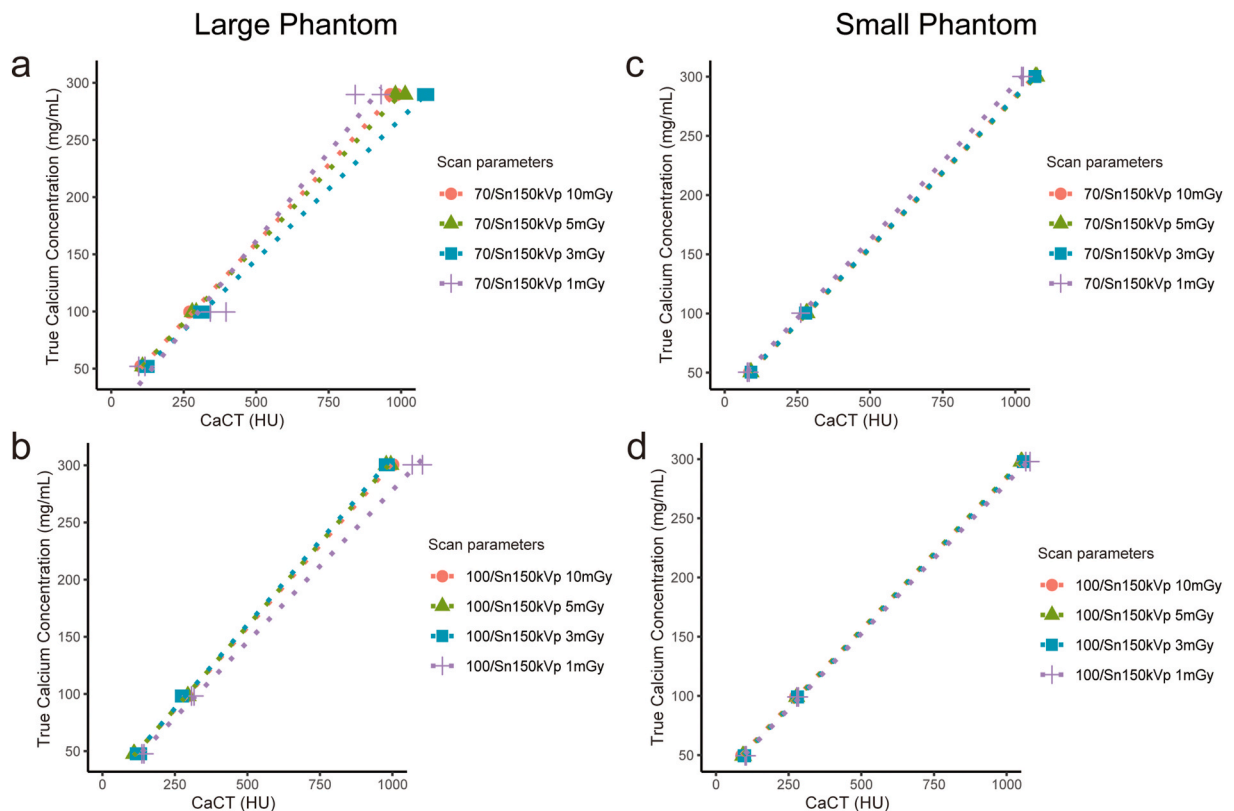 Large Phantom
Small Phantom
a
True Calcium Concentration (mg/mL)
300
250
200
150
100
50
0
250
500
750
1000
CaCT (HU)
Scan parameters
70/Sn150kVp 10mGy
70/Sn150kVp 5mGy
70/Sn150kVp 3mGy
70/Sn150kVp 1mGy
c
True Calcium Concentration (mg/mL)
300
250
200
150
100
50
0
250
500
750
1000
CaCT (HU)
Scan parameters
70/Sn150kVp 10mGy
70/Sn150kVp 5mGy
70/Sn150kVp 3mGy
70/Sn150kVp 1mGy
b
True Calcium Concentration (mg/mL)
300
250
200
150
100
50
0
250
500
750
1000
CaCT (HU)
Scan parameters
100/Sn150kVp 10mGy
100/Sn150kVp 5mGy
100/Sn150kVp 3mGy
100/Sn150kVp 1mGy
d
True Calcium Concentration (mg/mL)
300
250
200
150
100
50
0
250
500
750
1000
CaCT (HU)
Scan parameters
100/Sn150kVp 10mGy
100/Sn150kVp 5mGy
100/Sn150kVp 3mGy
100/Sn150kVp 1mGy